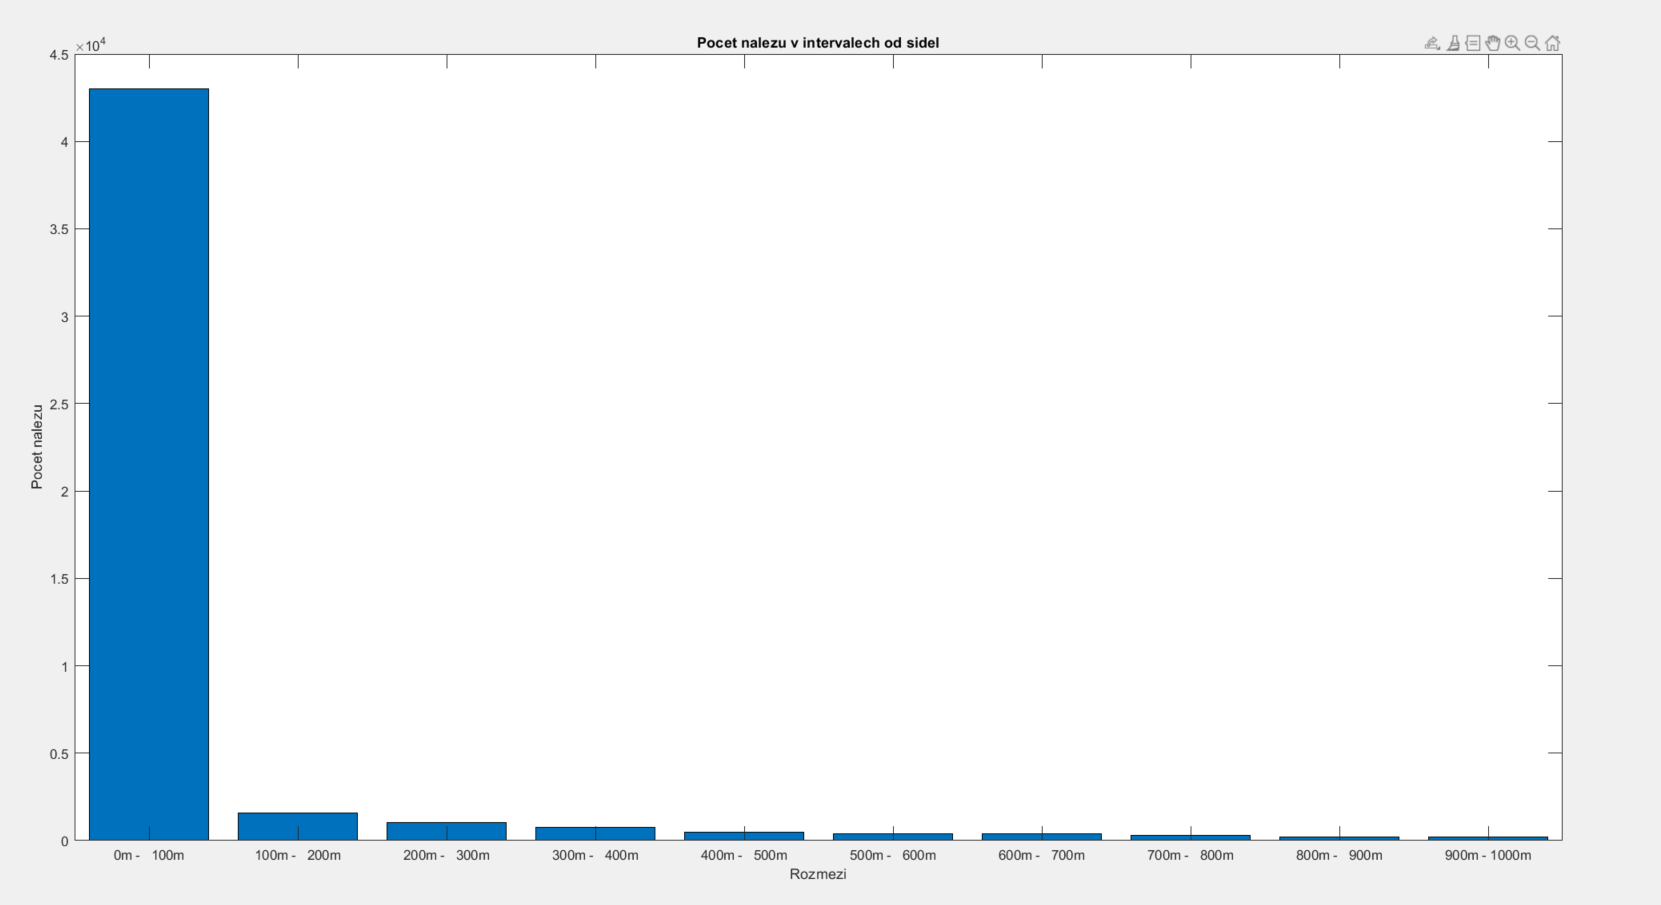 Pocet nalezu v intervalech od sidel
×10⁴
4.5
4
3.5
3
2.5
2
1.5
1
0.5
0
Pocet nalezu
0m - 100m
100m - 200m
200m - 300m
300m - 400m
400m - 500m
500m - 600m
600m - 700m
700m - 800m
800m - 900m
900m - 1000m
Rozmezi